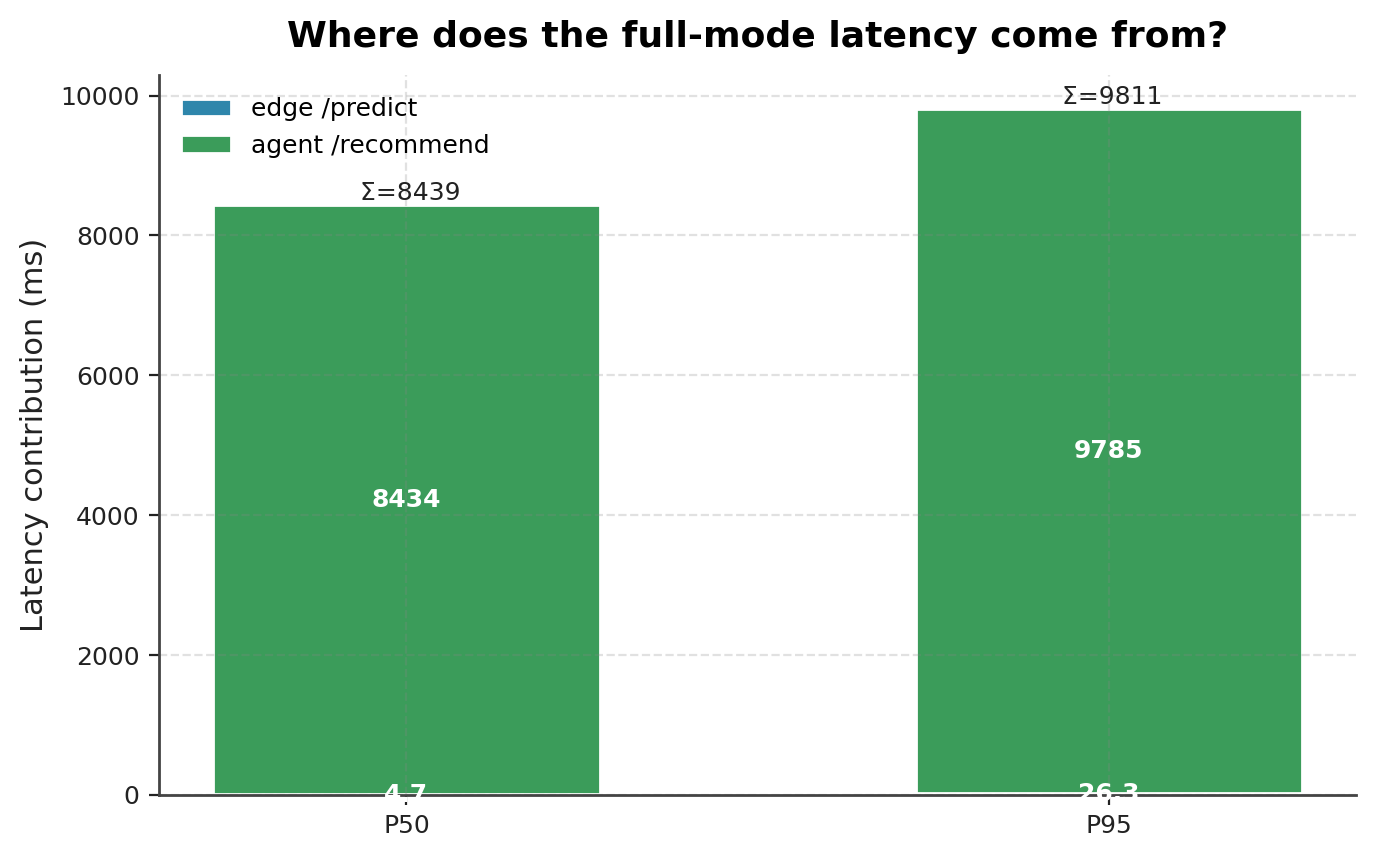 Where does the full-mode latency come from?
Latency contribution (ms)
10000
8000
6000
4000
2000
0
edge /predict
agent /recommend
Σ=8439
Σ=9811
8434
9785
4.7
26.3
P50
P95